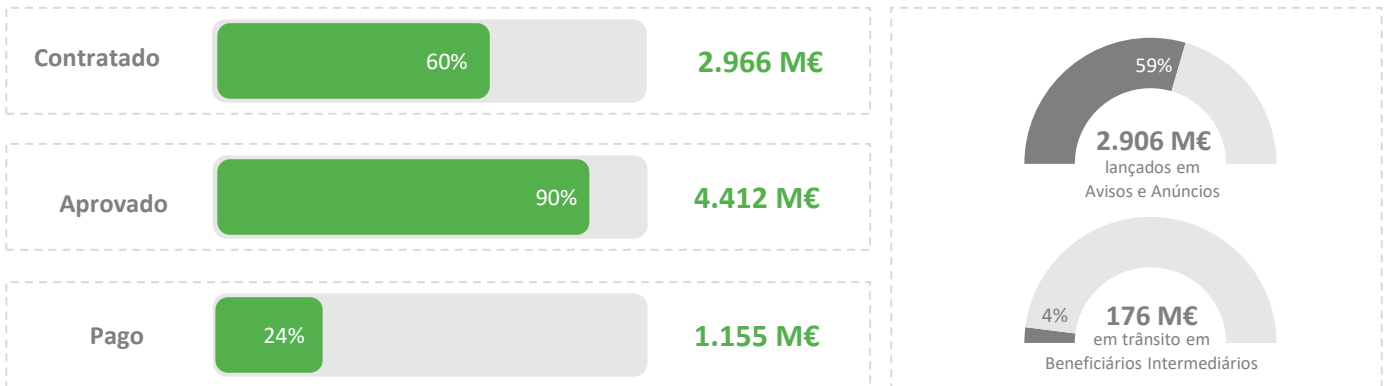 Contratado
60%
2.966 M€
Aprovado
90%
4.412 M€
Pago
24%
1.155 M€
59%
2.906 M€
lançados em
Avisos e Anúncios
4%
176 M€
em trânsito em
Beneficiários Intermediários